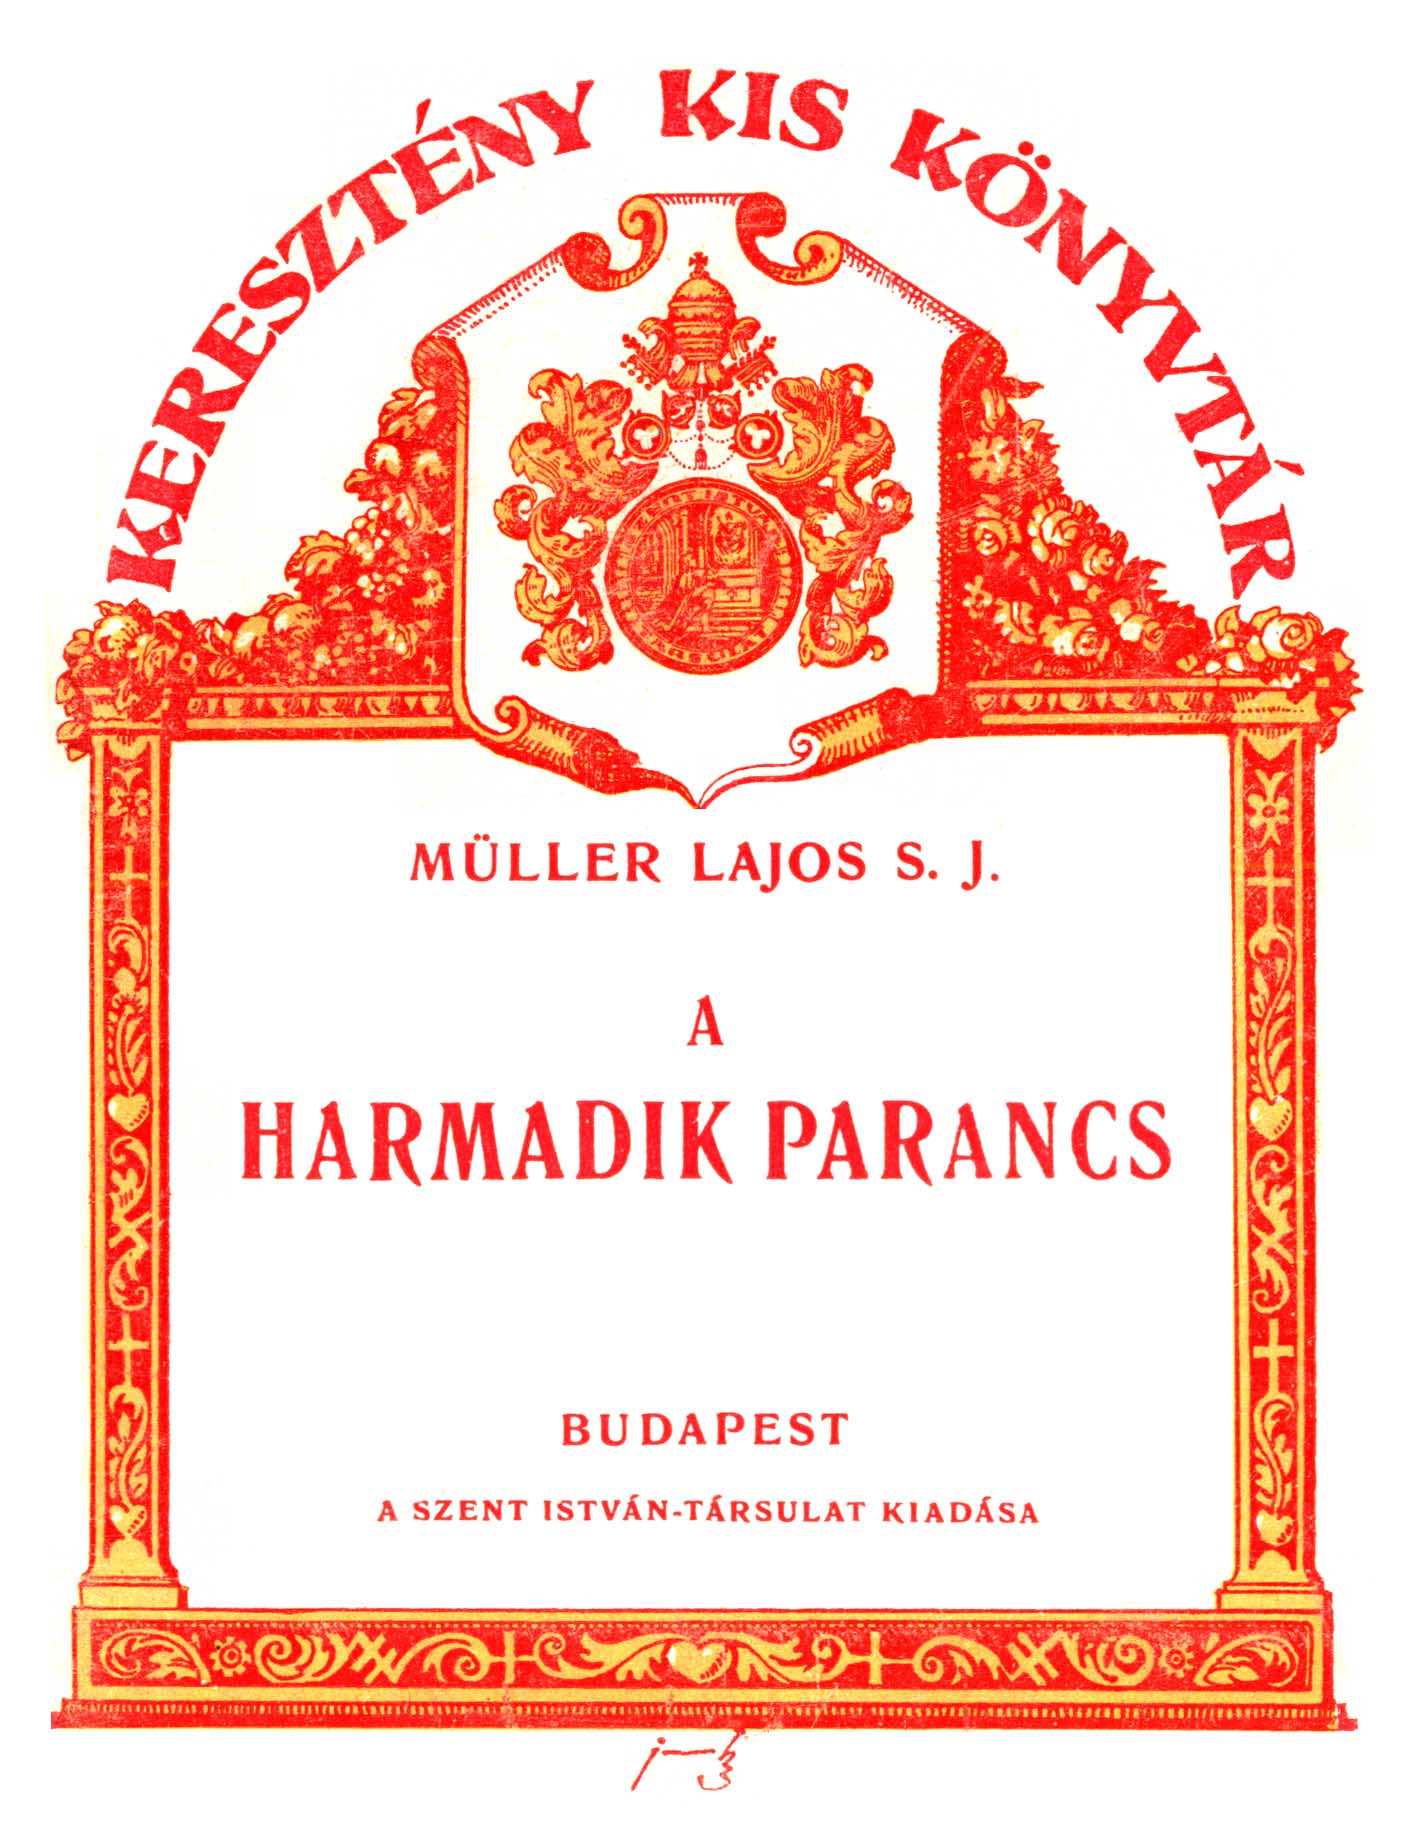 KERESZTÉNY KIS KÖNYVTÁR
MÜLLER LAJOS S. J.
A
HARMADIK PARANCS
BUDAPEST
A SZENT ISTVÁN-TÁRSULAT KIADÁSA